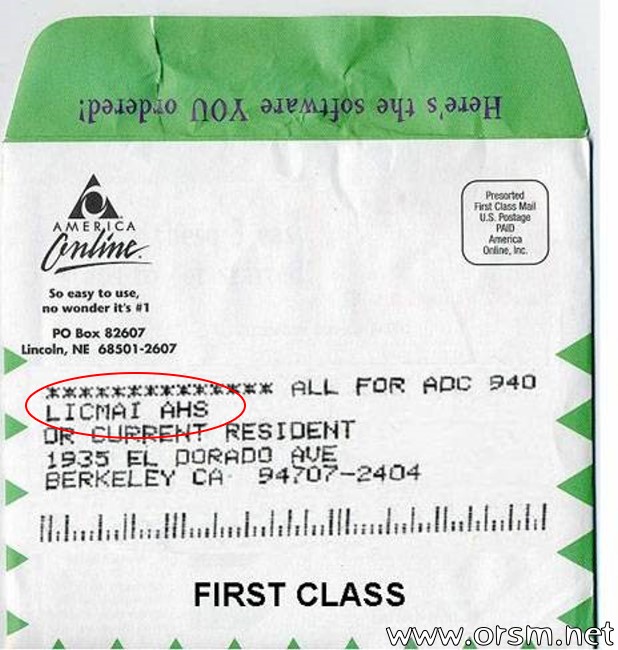 Here's the software YOU ordered!
AMERICA
Online.
So easy to use,
no wonder it's #1
PO Box 82607
Lincoln, NE 68501-2607
Presorted
First Class Mail
U.S. Postage
PAID
America
Online, Inc.
************** ALL FOR ADC 940
LICMAI AHS
OR CURRENT RESIDENT
1935 EL DORADO AVE
BERKELEY CA 94707-2404
FIRST CLASS
www.orsm.net